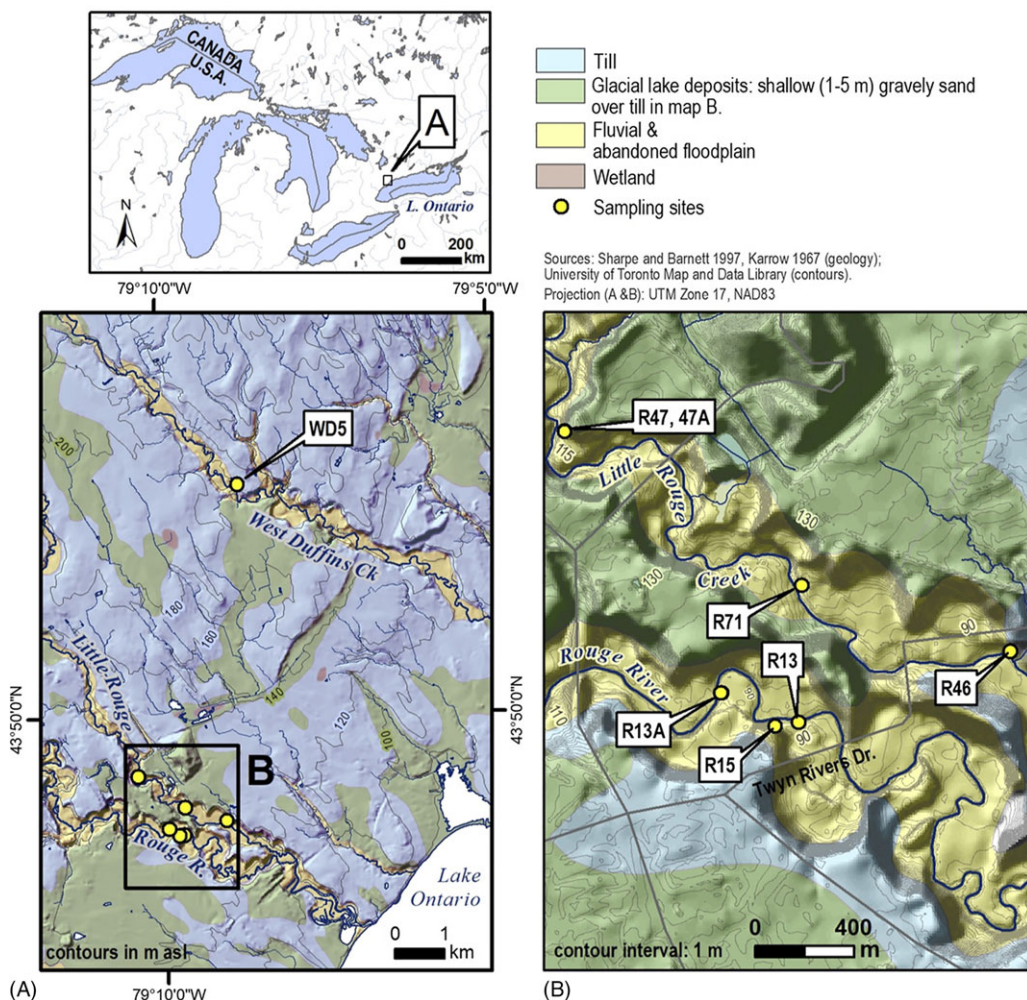 CANADA
U.S.A.
A
L. Ontario
N
0 200
km
Till
Glacial lake deposits: shallow (1-5 m) gravely sand
over till in map B.
Fluvial &
abandoned floodplain
Wetland
Sampling sites
Sources: Sharpe and Barnett 1997, Karrow 1967 (geology);
University of Toronto Map and Data Library (contours).
Projection (A &B): UTM Zone 17, NAD83
79°10'0"W 79°5'0"W
200
WD5
West Duffins Ck
180
160
Little Rouge
140
120
100
43°50'0"N
B
Rouge R.
Lake
Ontario
0 1
km
contours in m asl
(A)
79°10'0"W
R47, 47A
115
Little Rouge
Creek
130
130
R71
90
R46
Rouge River
110
R13
90
R13A
R15
90
Twyn Rivers Dr.
43°50'0"N
0 400
m
contour interval: 1 m
(B)